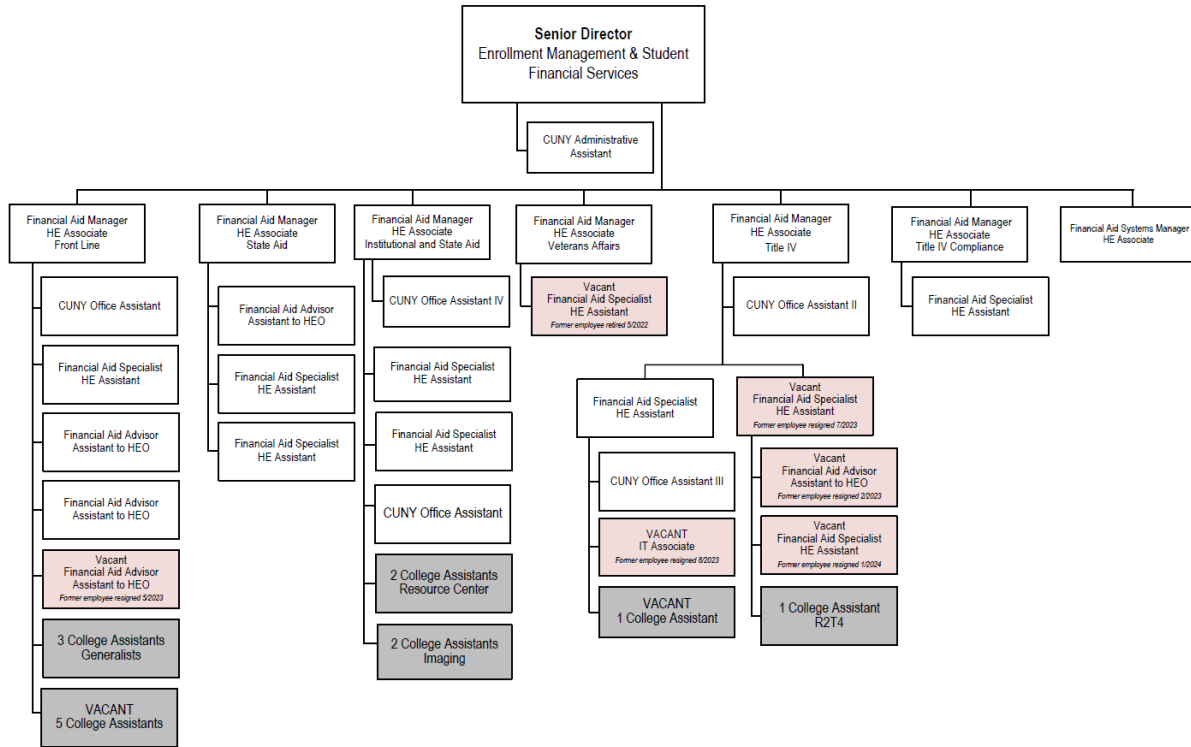 Senior Director
Enrollment Management & Student
Financial Services
CUNY Administrative
Assistant
Financial Aid Manager
HE Associate
Front Line
Financial Aid Manager
HE Associate
State Aid
Financial Aid Manager
HE Associate
Institutional and State Aid
Financial Aid Manager
HE Associate
Veterans Affairs
Financial Aid Manager
HE Associate
Title IV
Financial Aid Manager
HE Associate
Title IV Compliance
Financial Aid Systems Manager
HE Associate
CUNY Office Assistant
Financial Aid Specialist
HE Assistant
Financial Aid Advisor
Assistant to HEO
Financial Aid Advisor
Assistant to HEO
Vacant
Financial Aid Advisor
Assistant to HEO
Former employee resigned 5/2023
3 College Assistants
Generalists
VACANT
5 College Assistants
Financial Aid Advisor
Assistant to HEO
Financial Aid Specialist
HE Assistant
Financial Aid Specialist
HE Assistant
CUNY Office Assistant IV
Financial Aid Specialist
HE Assistant
Financial Aid Specialist
HE Assistant
CUNY Office Assistant
2 College Assistants
Resource Center
2 College Assistants
Imaging
Vacant
Financial Aid Specialist
HE Assistant
Former employee retired 5/2022
CUNY Office Assistant II
Financial Aid Specialist
HE Assistant
CUNY Office Assistant III
VACANT
IT Associate
Former employee resigned 8/2023
VACANT
1 College Assistant
Vacant
Financial Aid Specialist
HE Assistant
Former employee resigned 7/2023
Vacant
Financial Aid Advisor
Assistant to HEO
Former employee resigned 2/2023
Vacant
Financial Aid Specialist
HE Assistant
Former employee resigned 1/2024
1 College Assistant
R2T4
Financial Aid Specialist
HE Assistant